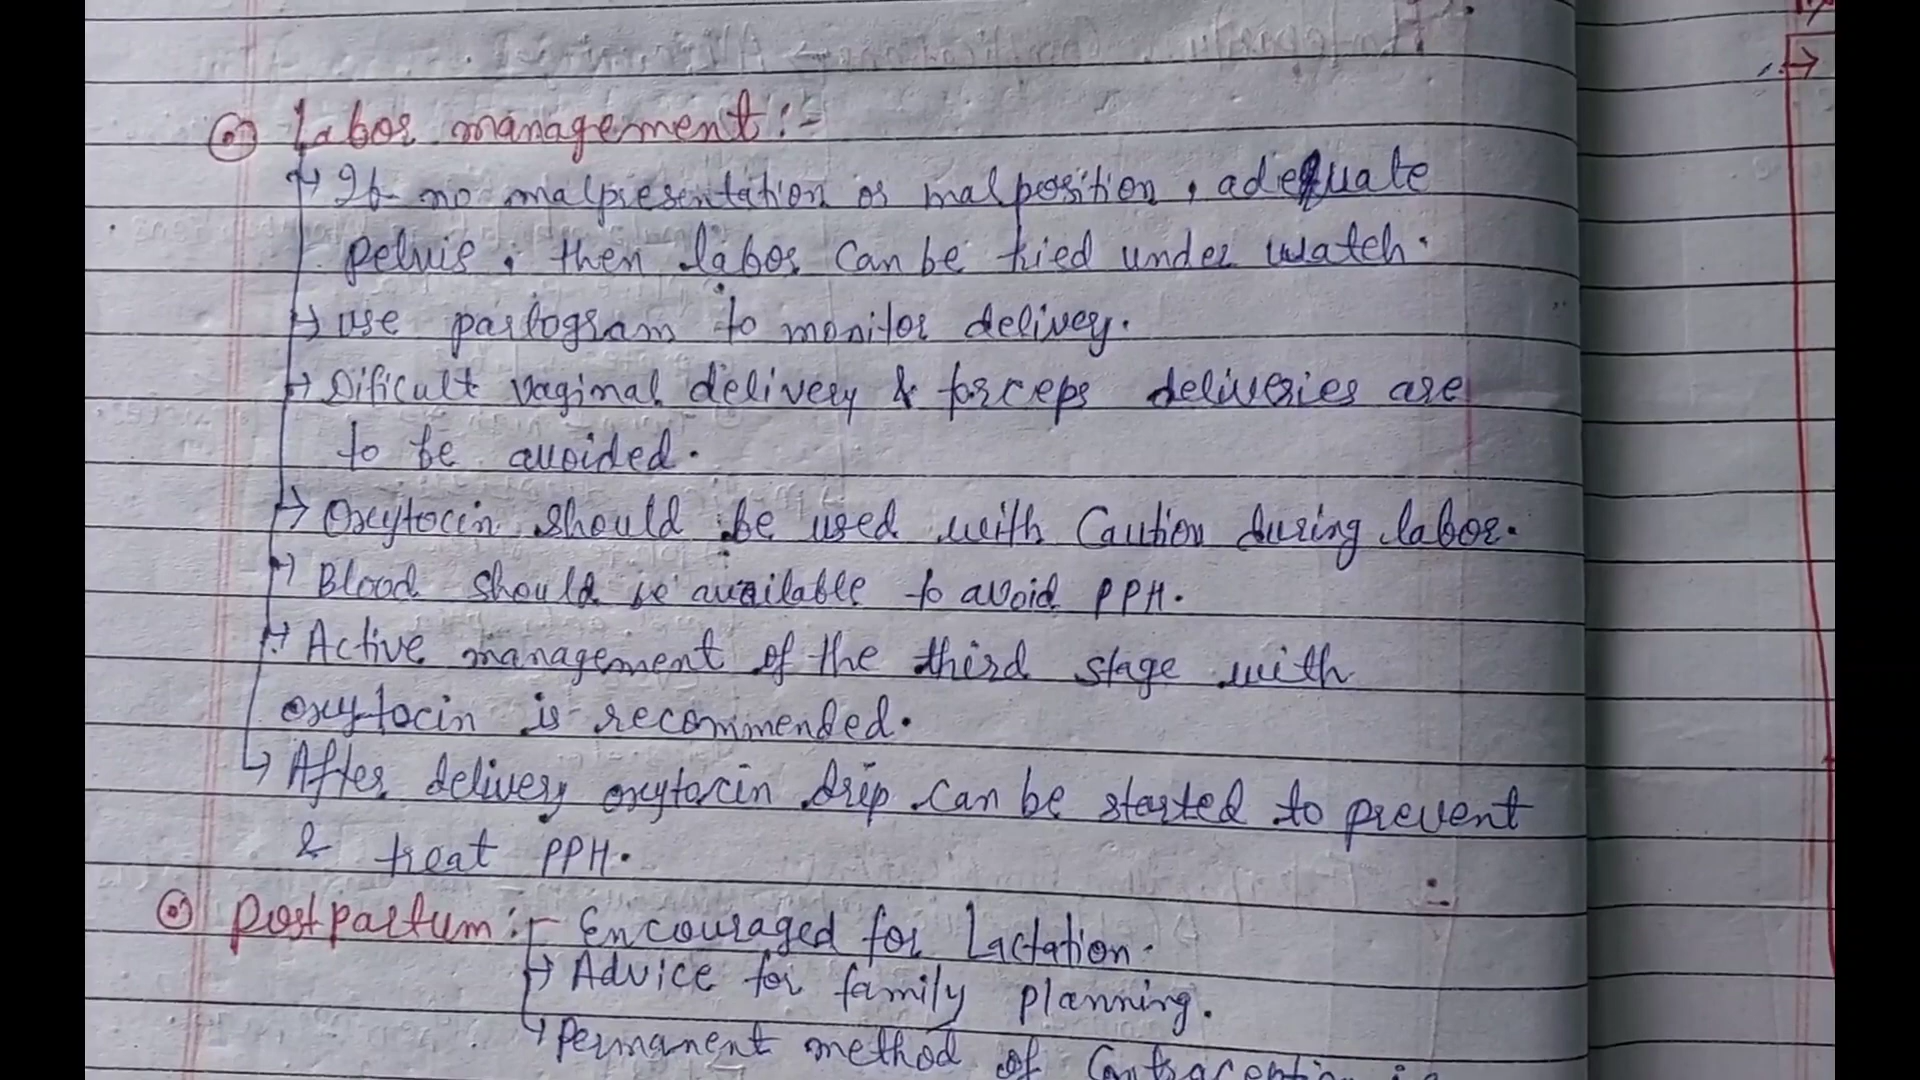 Labor management :-
→ If no malpresentation or malposition, adequate
pelvis, then labor can be tried under watch.
→ use partogram to monitor delivery.
→ Dificult vaginal delivery & forceps deliveries are
to be avoided.
→ Oxytocin should be used with Caution during labor.
→ Blood should be available to avoid PPH.
→ Active management of the third stage with
oxytocin is recommended.
→ After delivery oxytocin drip can be started to prevent
& treat PPH.
Postpartum :- Encouraged for Lactation.
→ Advice for family planning.
→ Permanent method of Contraception is